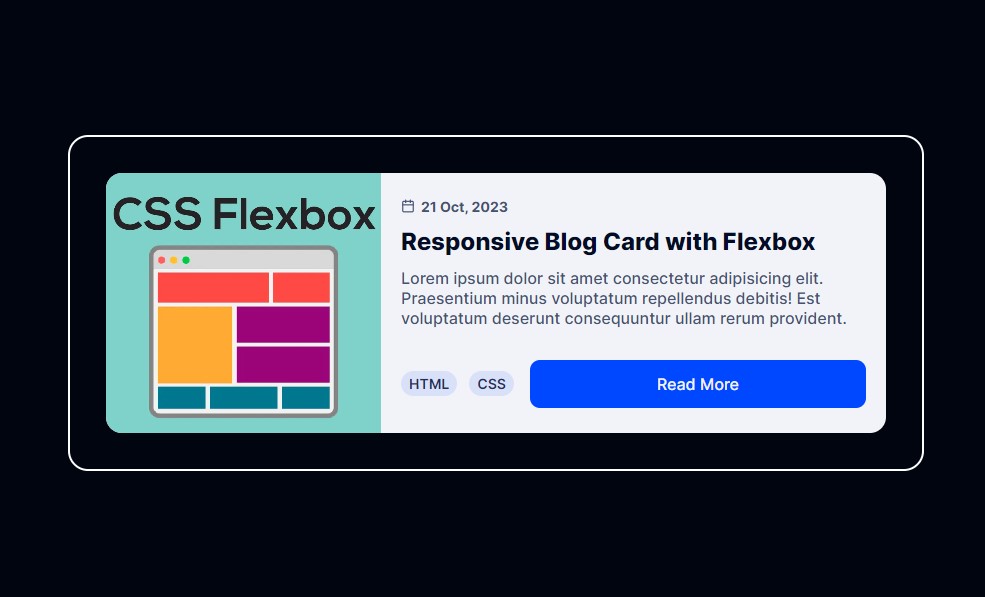 CSS Flexbox
21 Oct, 2023
Responsive Blog Card with Flexbox
Lorem ipsum dolor sit amet consectetur adipisicing elit.
Praesentium minus voluptatum repellendus debitis! Est
voluptatum deserunt consequuntur ullam rerum provident.
HTML CSS Read More